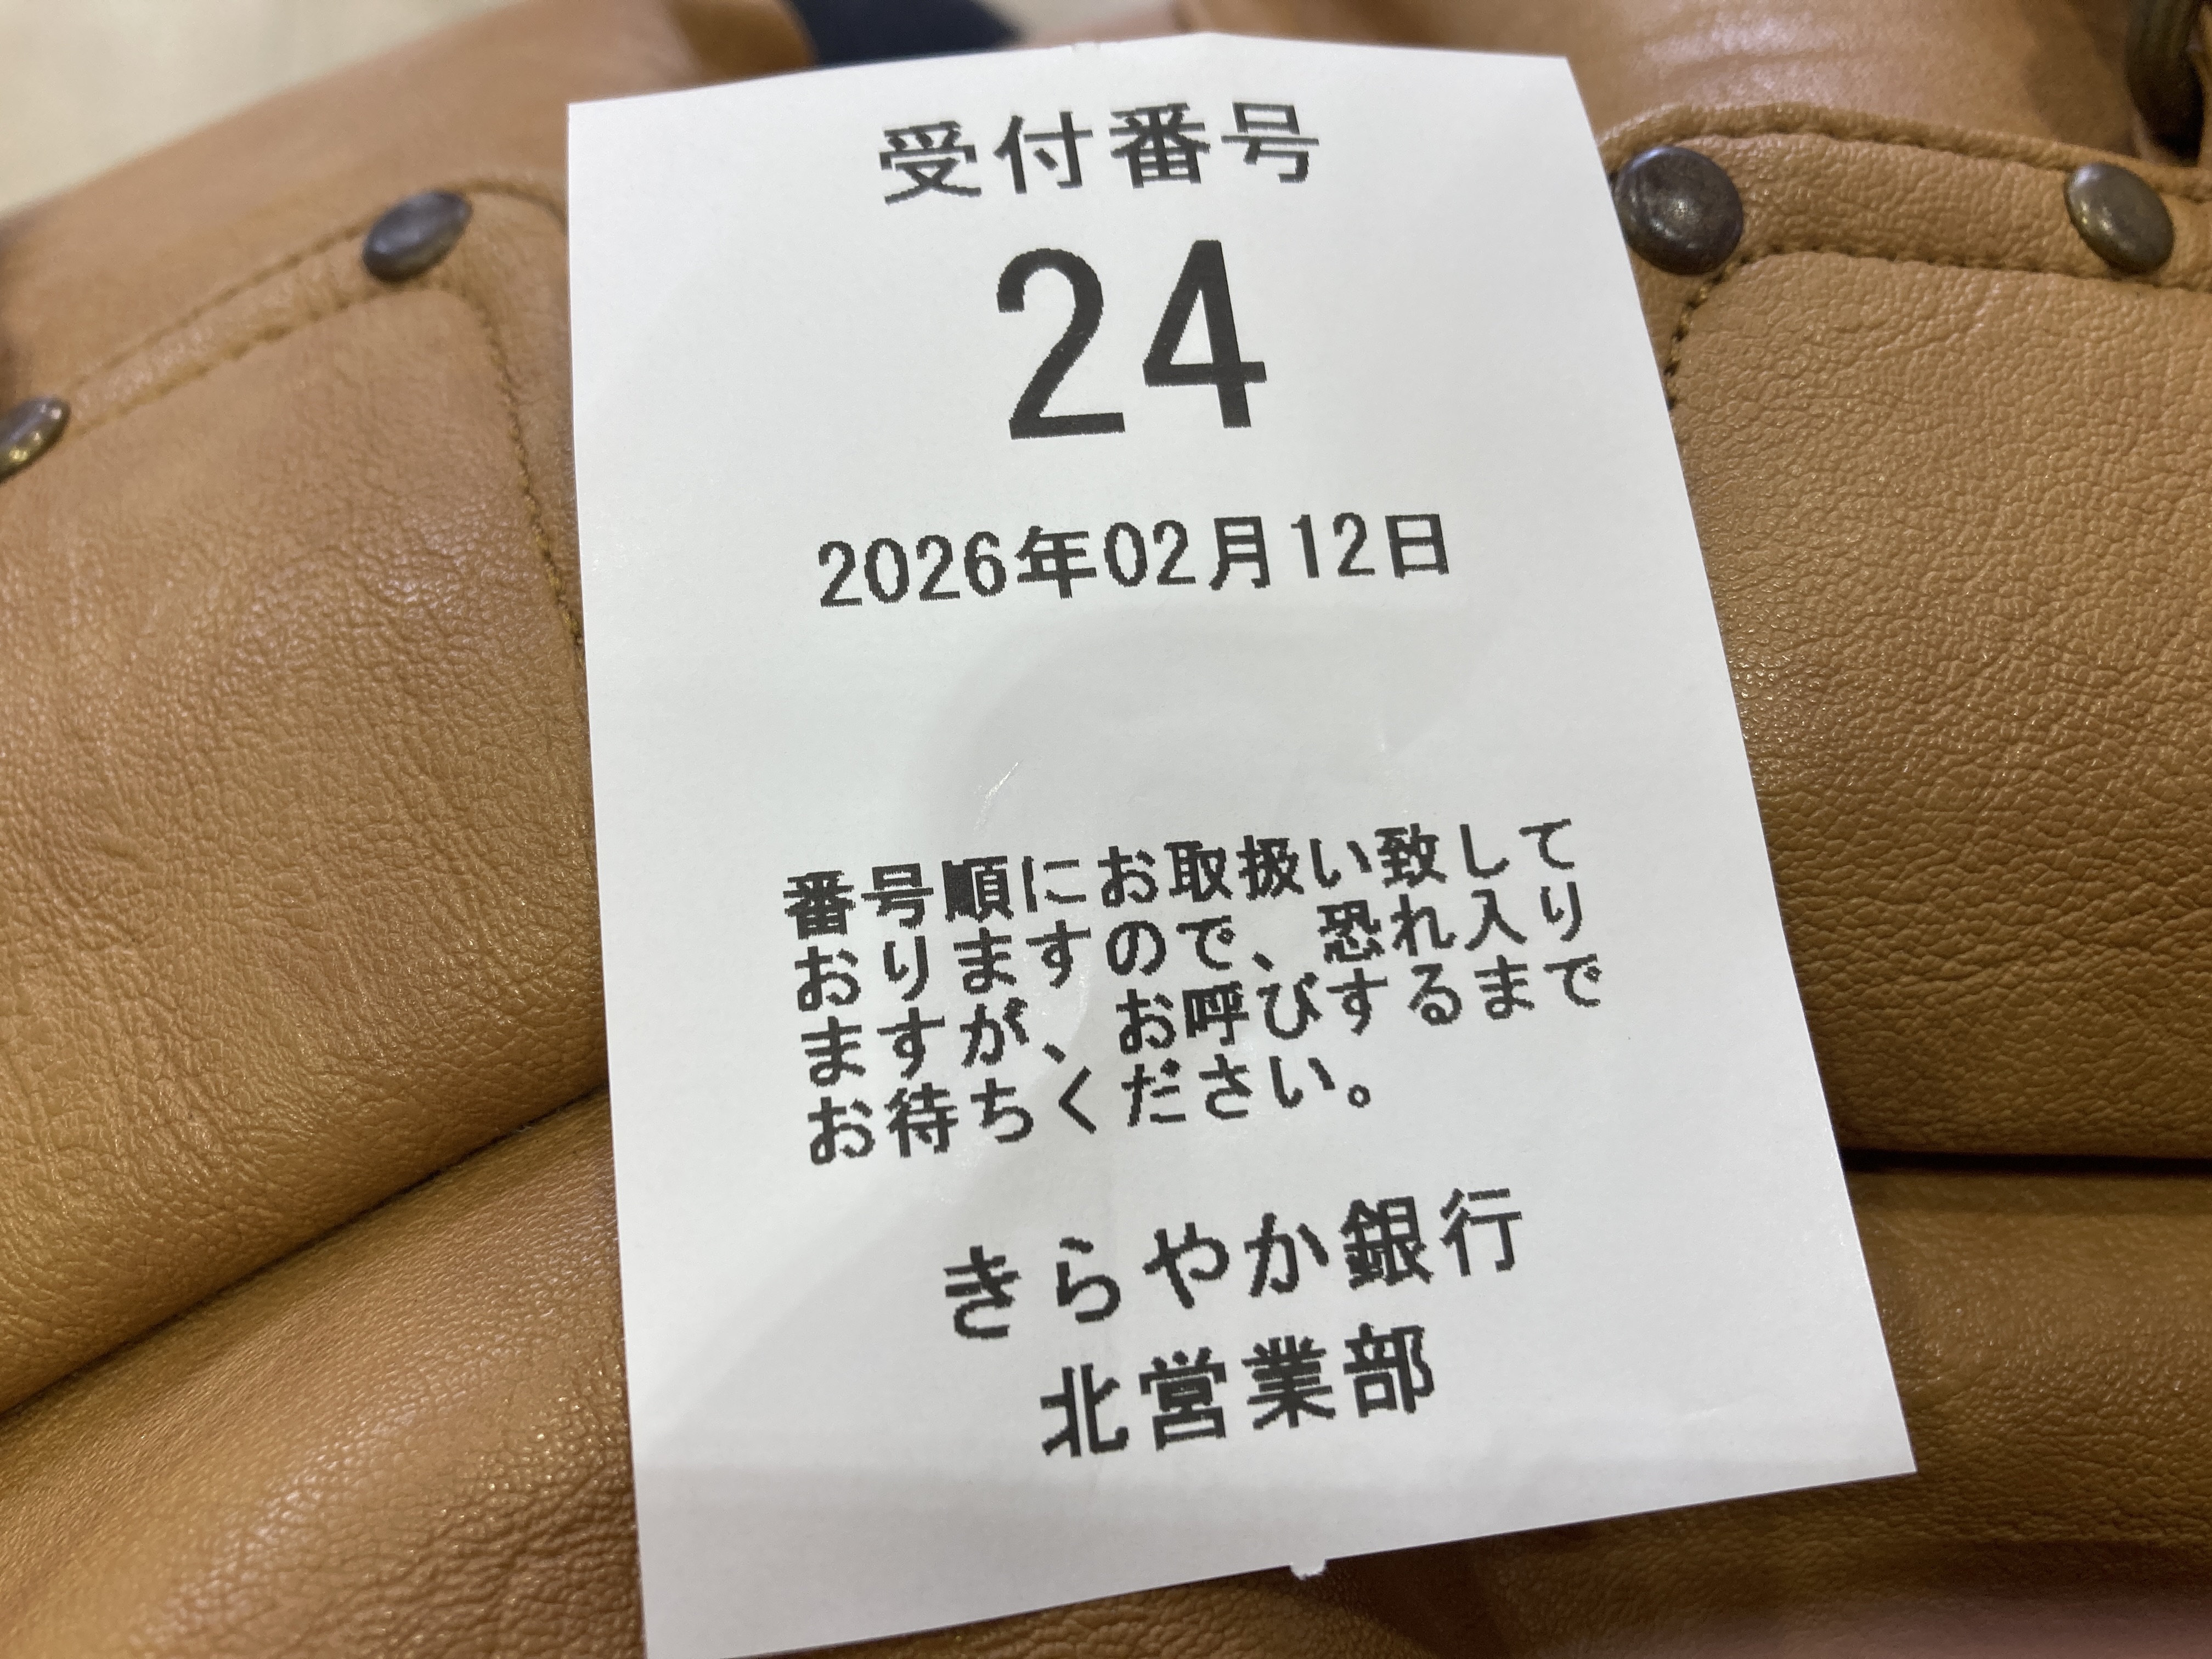 受付番号
24
2026年02月12日
番号順にお取扱い致して
おりますので、恐れ入り
ますが、お呼びするまで
お待ちください。
きらやか銀行
北営業部